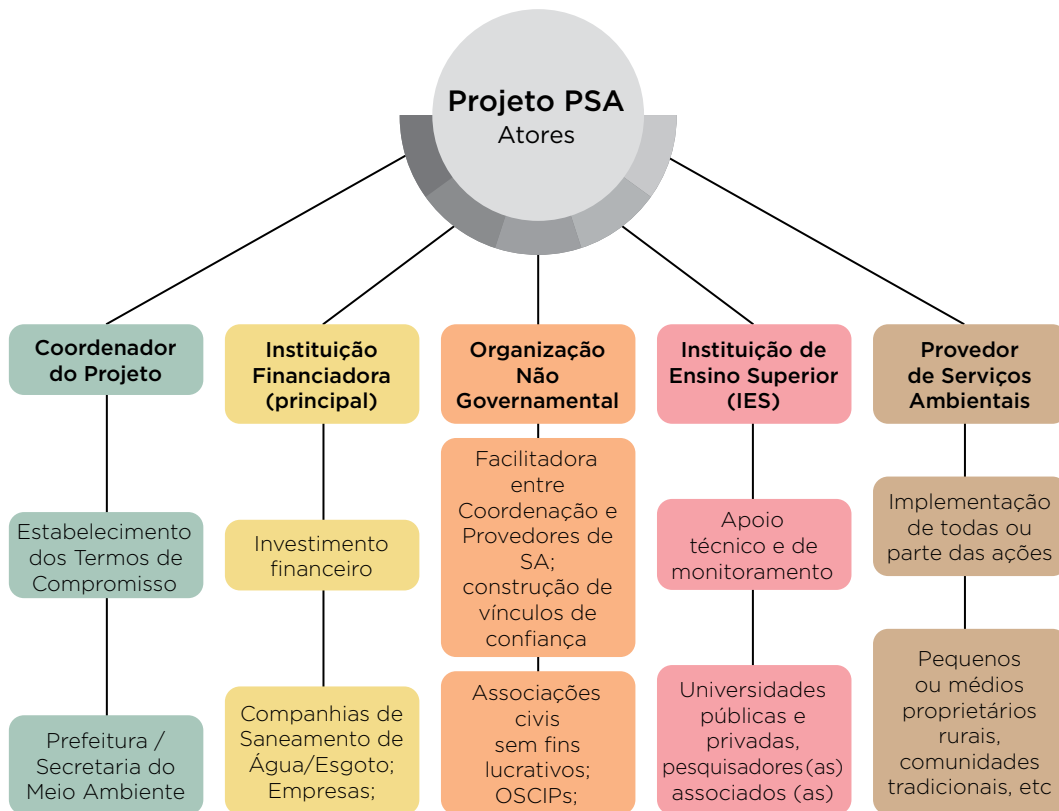 Projeto PSA
Atores
Coordenador
do Projeto
Estabelecimento
dos Termos de
Compromisso
Prefeitura /
Secretaria do
Meio Ambiente
Instituição
Financiadora
(principal)
Investimento
financeiro
Companhias de
Saneamento de
Água/Esgoto;
Empresas;
Organização
Não
Governamental
Facilitadora
entre
Coordenação e
Provedores de
SA;
construção de
vínculos de
confiança
Associações
civis
sem fins
lucrativos;
OSCIPs;
Instituição de
Ensino Superior
(IES)
Apoio
técnico e de
monitoramento
Universidades
públicas e
privadas,
pesquisadores(as)
associados (as)
Provedor
de Serviços
Ambientais
Implementação
de todas ou
parte das ações
Pequenos
ou médios
proprietários
rurais,
comunidades
tradicionais, etc